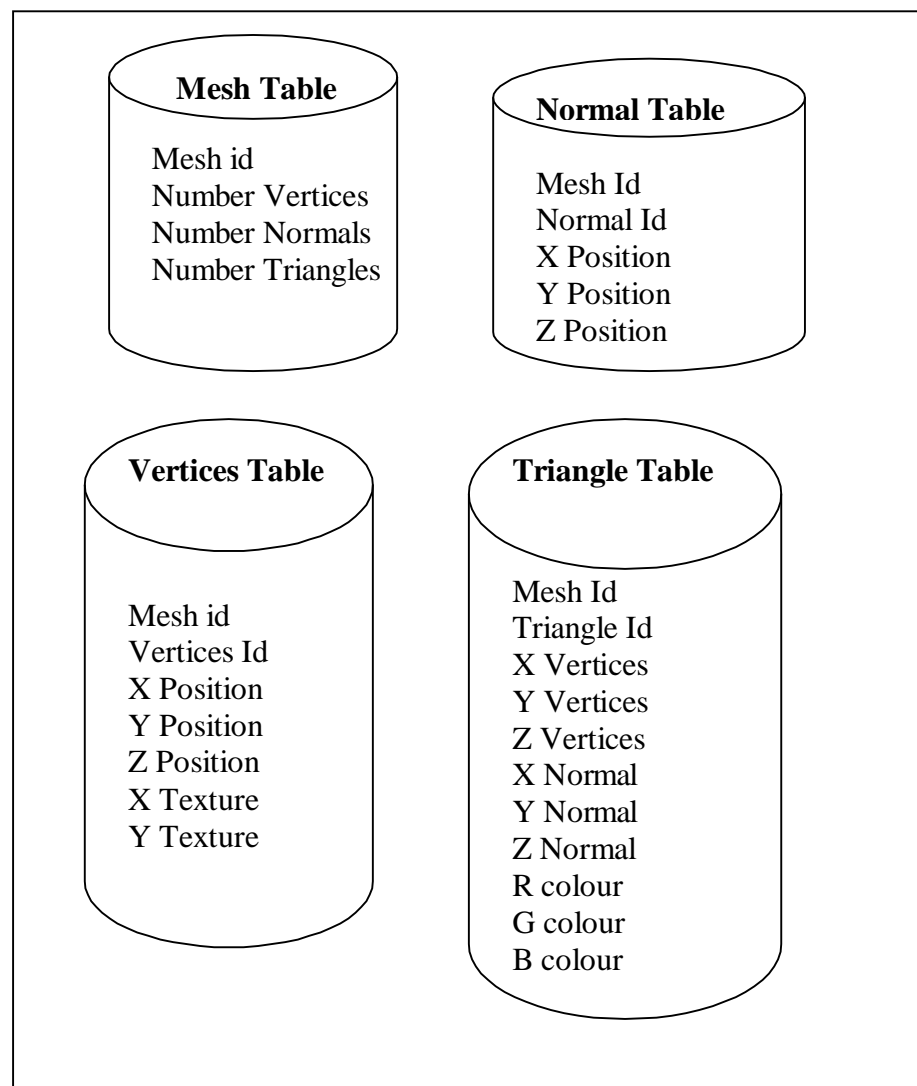 Mesh Table
Mesh id
Number Vertices
Number Normals
Number Triangles
Normal Table
Mesh Id
Normal Id
X Position
Y Position
Z Position
Vertices Table
Mesh id
Vertices Id
X Position
Y Position
Z Position
X Texture
Y Texture
Triangle Table
Mesh Id
Triangle Id
X Vertices
Y Vertices
Z Vertices
X Normal
Y Normal
Z Normal
R colour
G colour
B colour